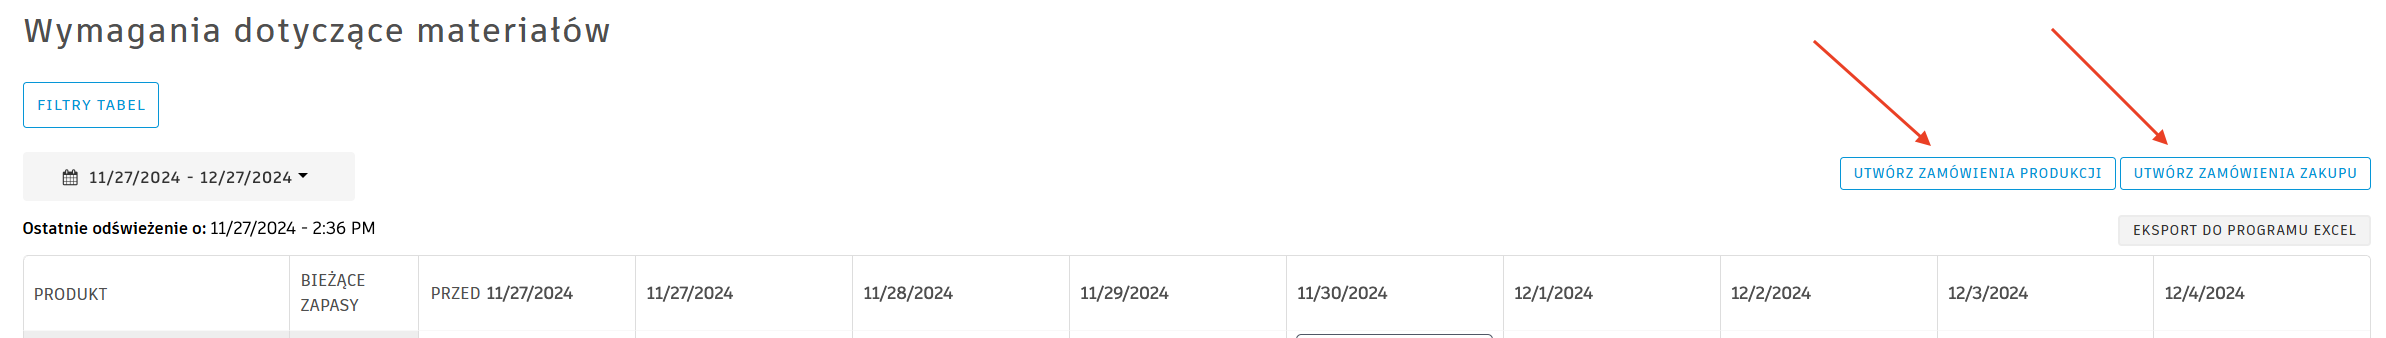 Wymagania dotyczące materiałów
FILTRY TABEL
11/27/2024 - 12/27/2024
UTWÓRZ ZAMÓWIENIA PRODUKCJI
UTWÓRZ ZAMÓWIENIA ZAKUPU
Ostatnie odświeżenie o: 11/27/2024 - 2:36 PM
EKSPORT DO PROGRAMU EXCEL
PRODUKT
BIEŻĄCE
ZAPASY
PRZED 11/27/2024
11/27/2024
11/28/2024
11/29/2024
11/30/2024
12/1/2024
12/2/2024
12/3/2024
12/4/2024